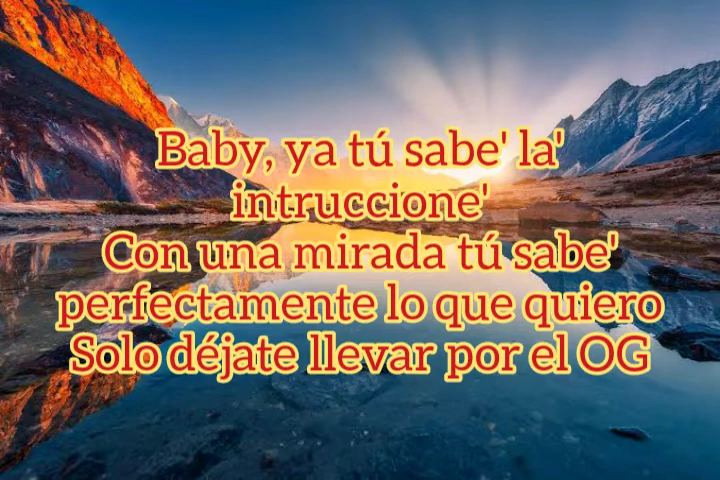 Baby, ya tú sabe' la'
intruccione'
Con una mirada tú sabe'
perfectamente lo que quiero
Solo déjate llevar por el OG